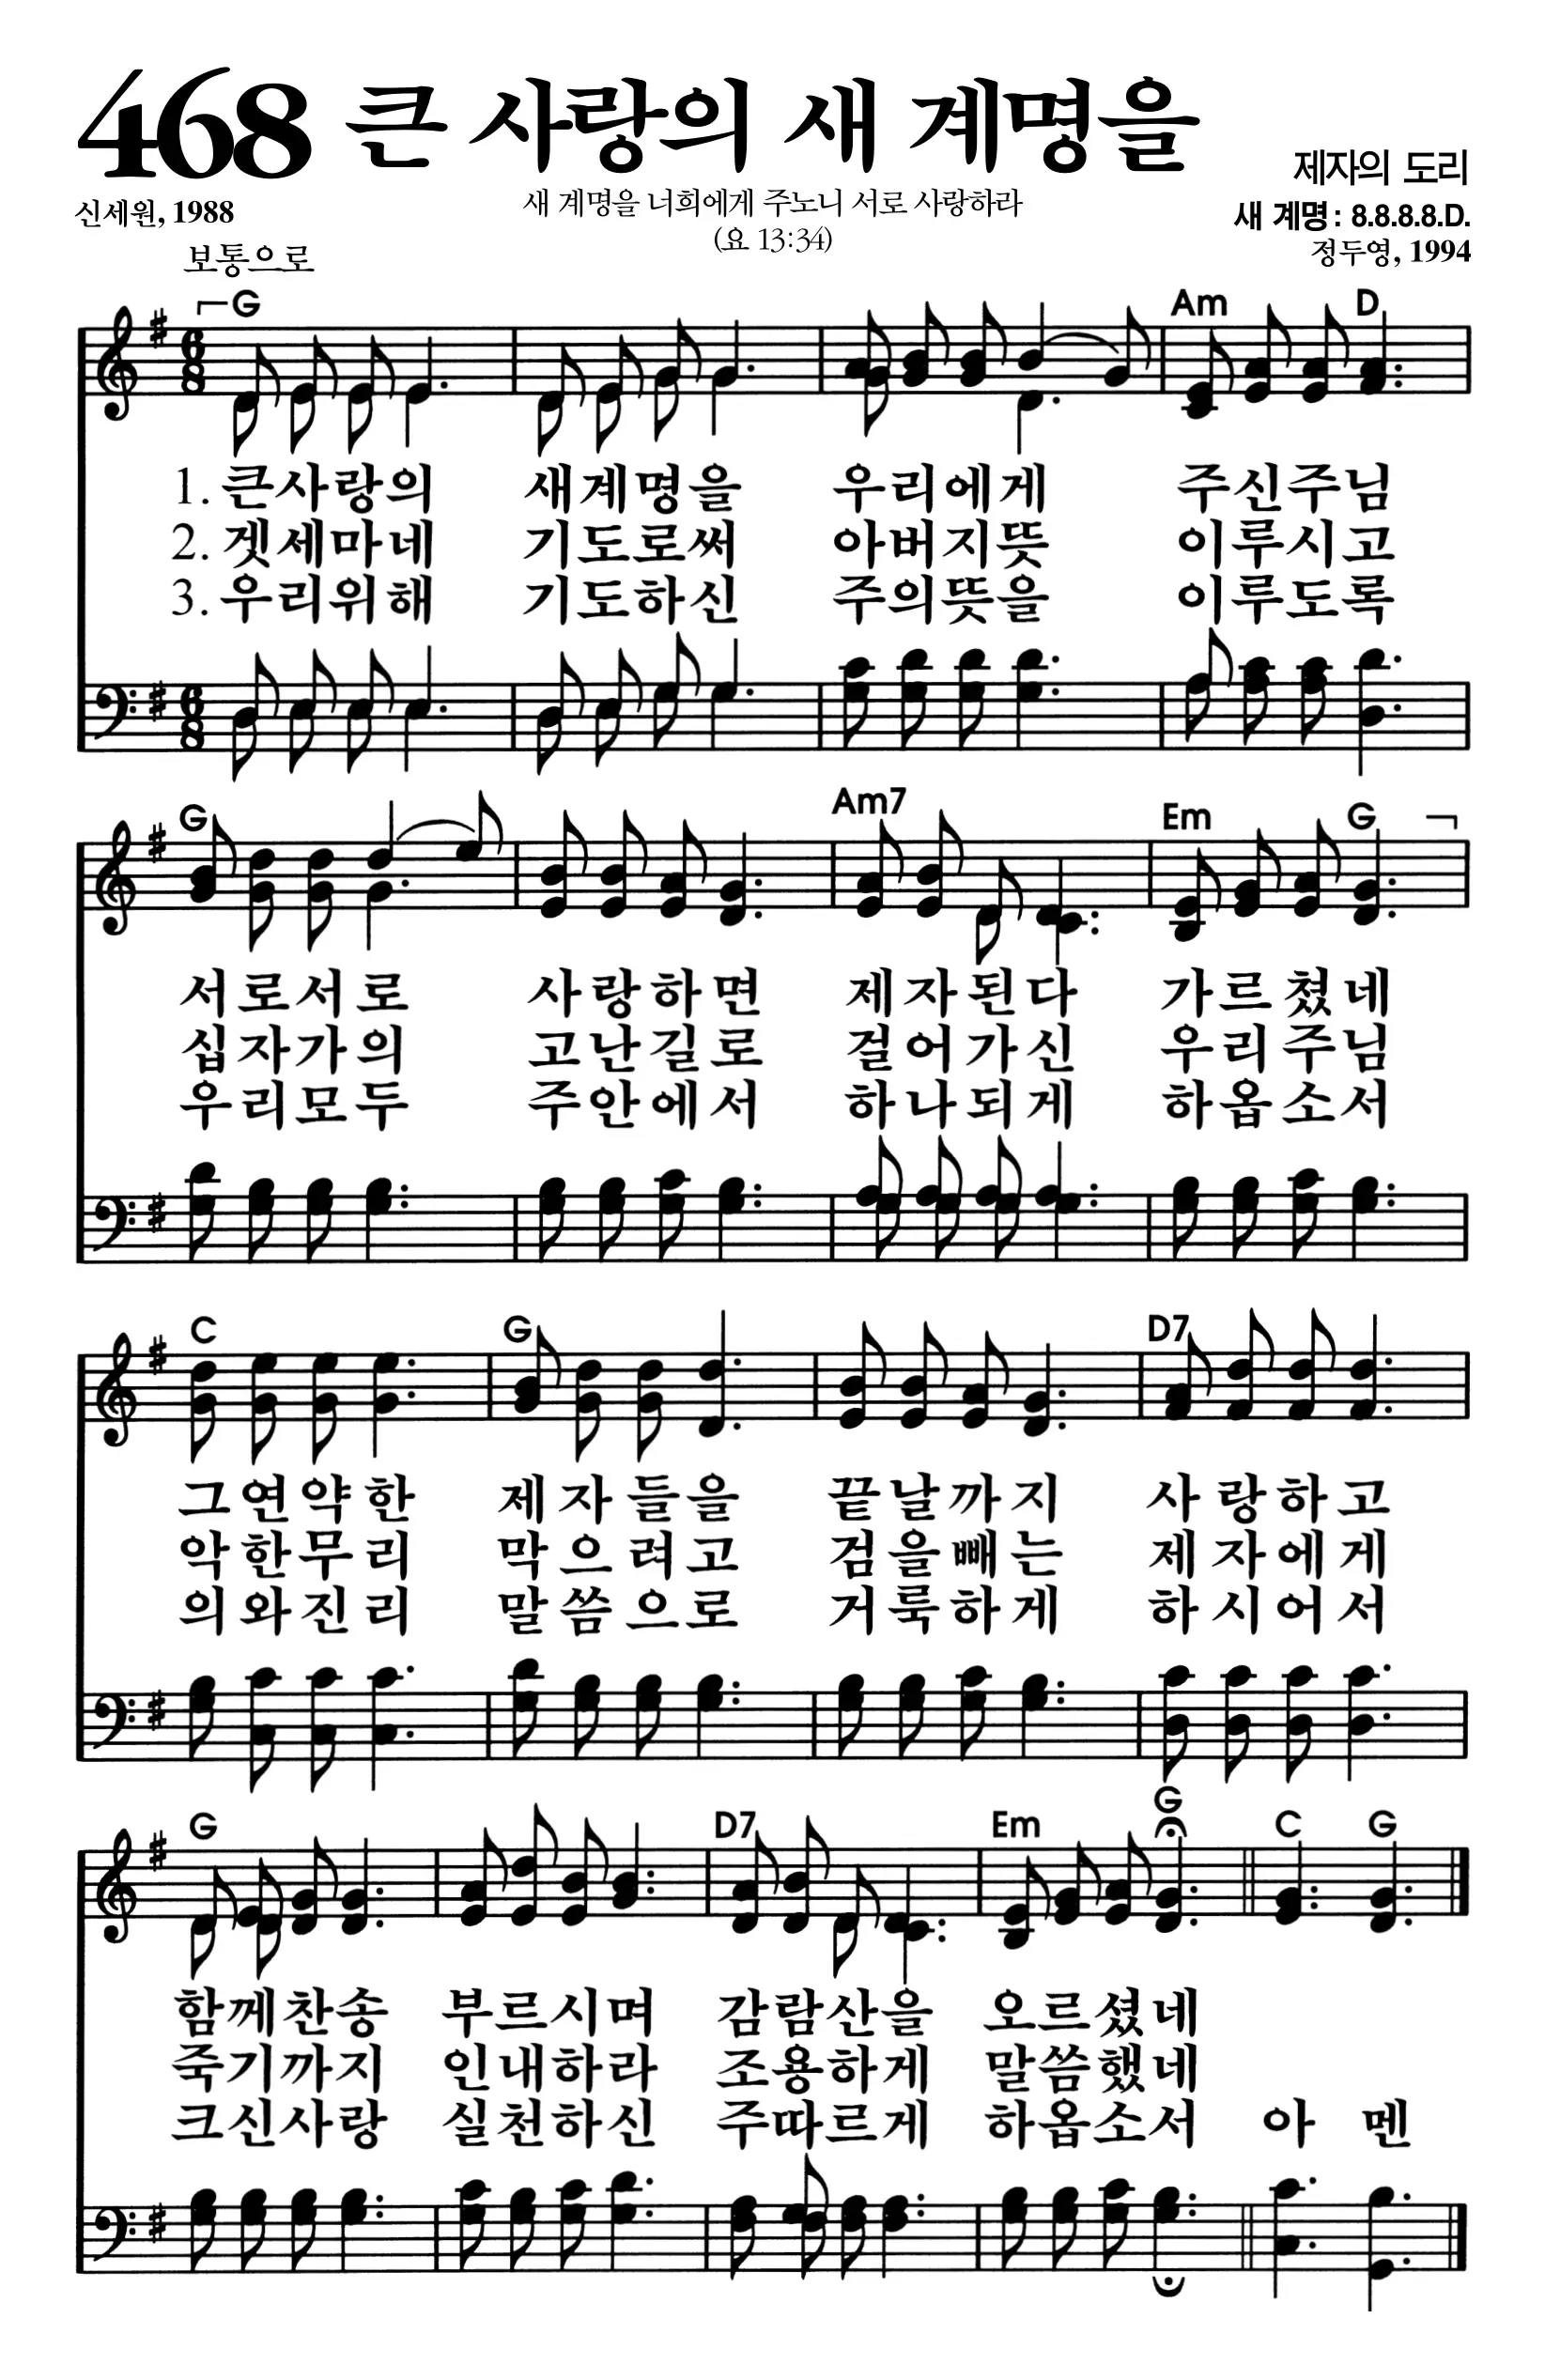 468 큰 사랑의 새 계명을
제자의 도리
신세원, 1988
새 계명을 너희에게 주노니 서로 사랑하라
(요 13:34)
새 계명 : 8.8.8.8.D.
정두영, 1994
보통으로
G Am D
6 8
1. 큰사랑의 새계명을 우리에게 주신주님
2. 겟세마네 기도로써 아버지뜻 이루시고
3. 우리위해 기도하신 주의뜻을 이루도록
6 8
G Am7 Em G
서로서로 사랑하면 제자된다 가르쳤네
십자가의 고난길로 걸어가신 우리주님
우리모두 주안에서 하나되게 하옵소서
C G D7
그연약한 제자들을 끝날까지 사랑하고
악한무리 막으려고 검을빼는 제자에게
의와진리 말씀으로 거룩하게 하시어서
G D7 Em G C G
함께찬송 부르시며 감람산을 오르셨네
죽기까지 인내하라 조용하게 말씀했네
크신사랑 실천하신 주따르게 하옵소서 아멘